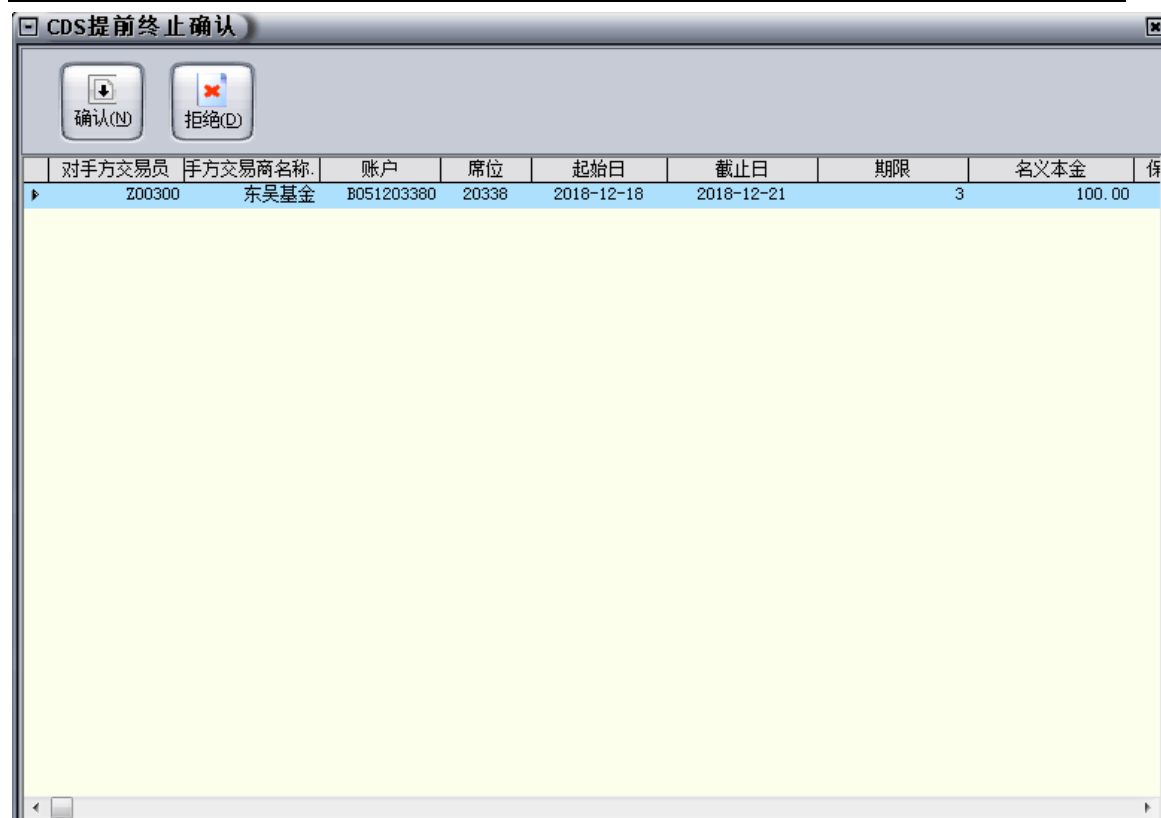 CDS提前终止确认
确认(N) 拒绝(D)
对手方交易员 手方交易商名称. 账户 席位 起始日 截止日 期限 名义本金
Z00300 东吴基金 B051203380 20338 2018-12-18 2018-12-21 3 100.00